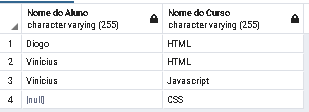 Nome do Aluno Nome do Curso
character varying (255) character varying (255)
1 Diogo HTML
2 Vinícius HTML
3 Vinícius Javascript
4 [null] CSS